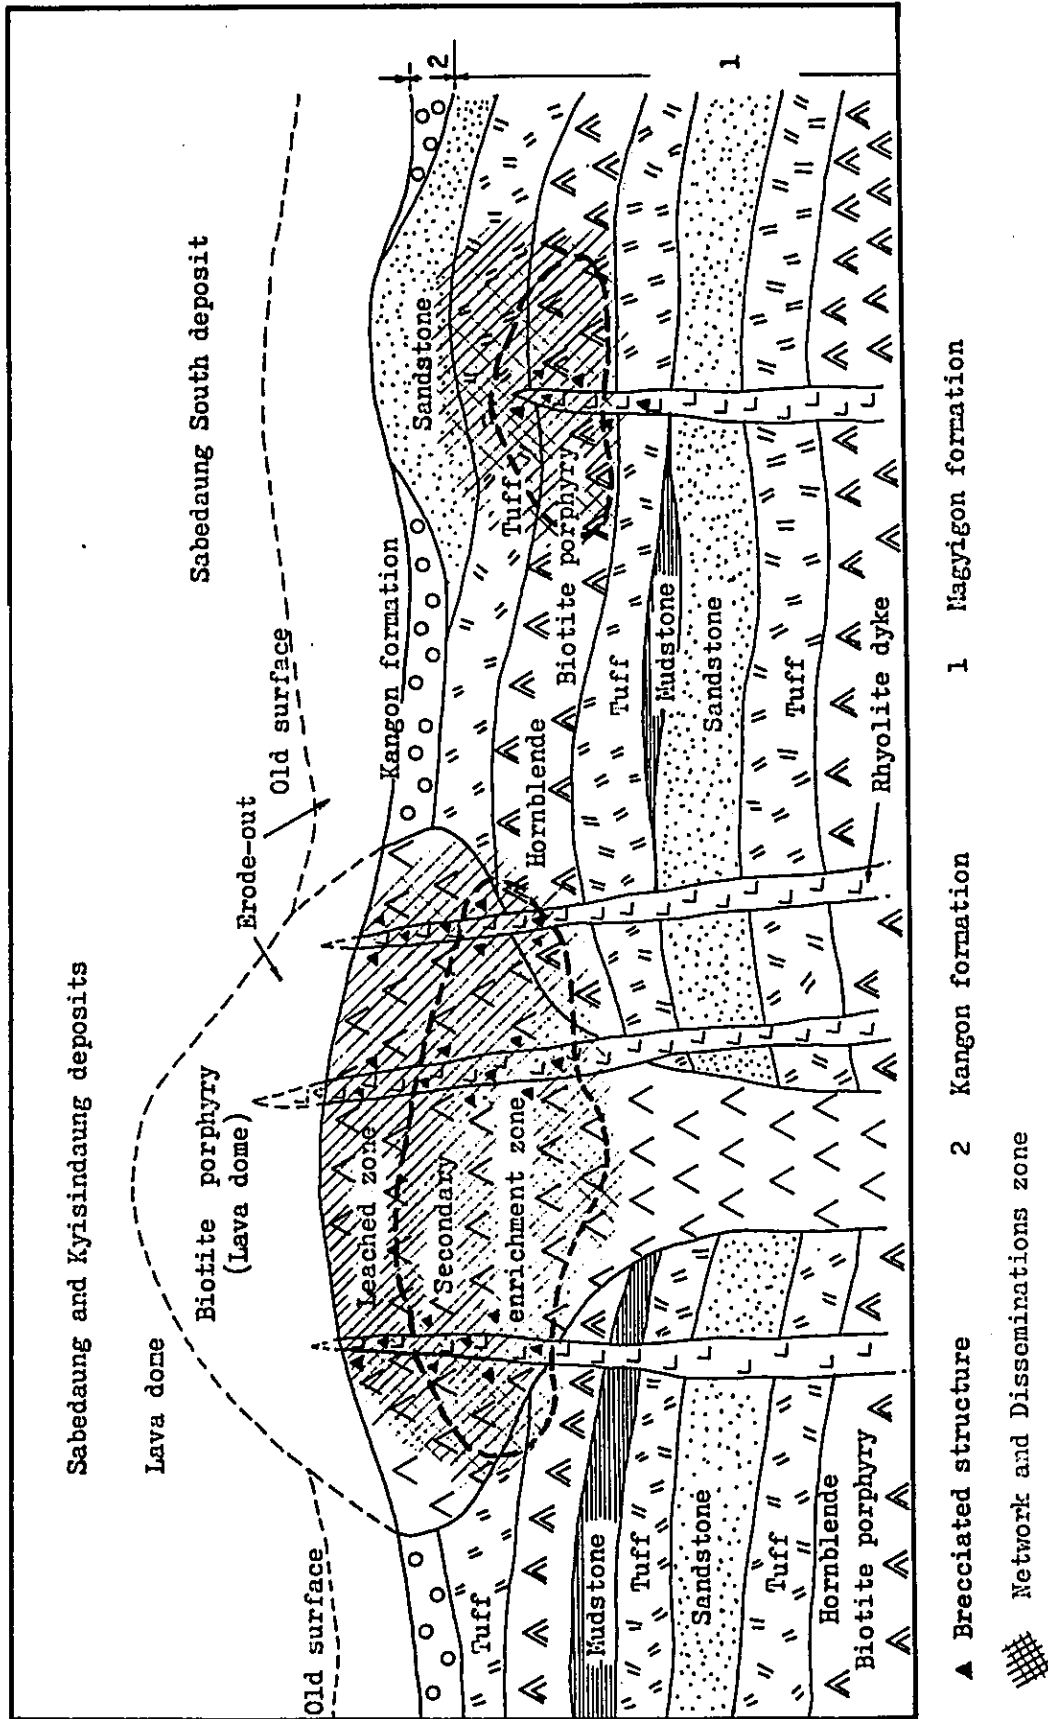 Sabedaung and Kyisindaung deposits
Sabedaung South deposit
Lava dome
Biotite porphyry
(Lava dome)
Erode-out
Old surface
Old surface
Kangon formation
Leached zone
Secondary
enrichment zone
Sandstone
Tuff
Tuff
Hornblende
Biotite porphyry
Mudstone
Tuff
Sandstone
Tuff
Hornblende
Biotite porphyry
Tuff
Mudstone
Sandstone
Tuff
Rhyolite dyke
2
1
▲ Brecciated structure
2 Kangon formation
1 Magyigon formation
Network and Dissominations zone